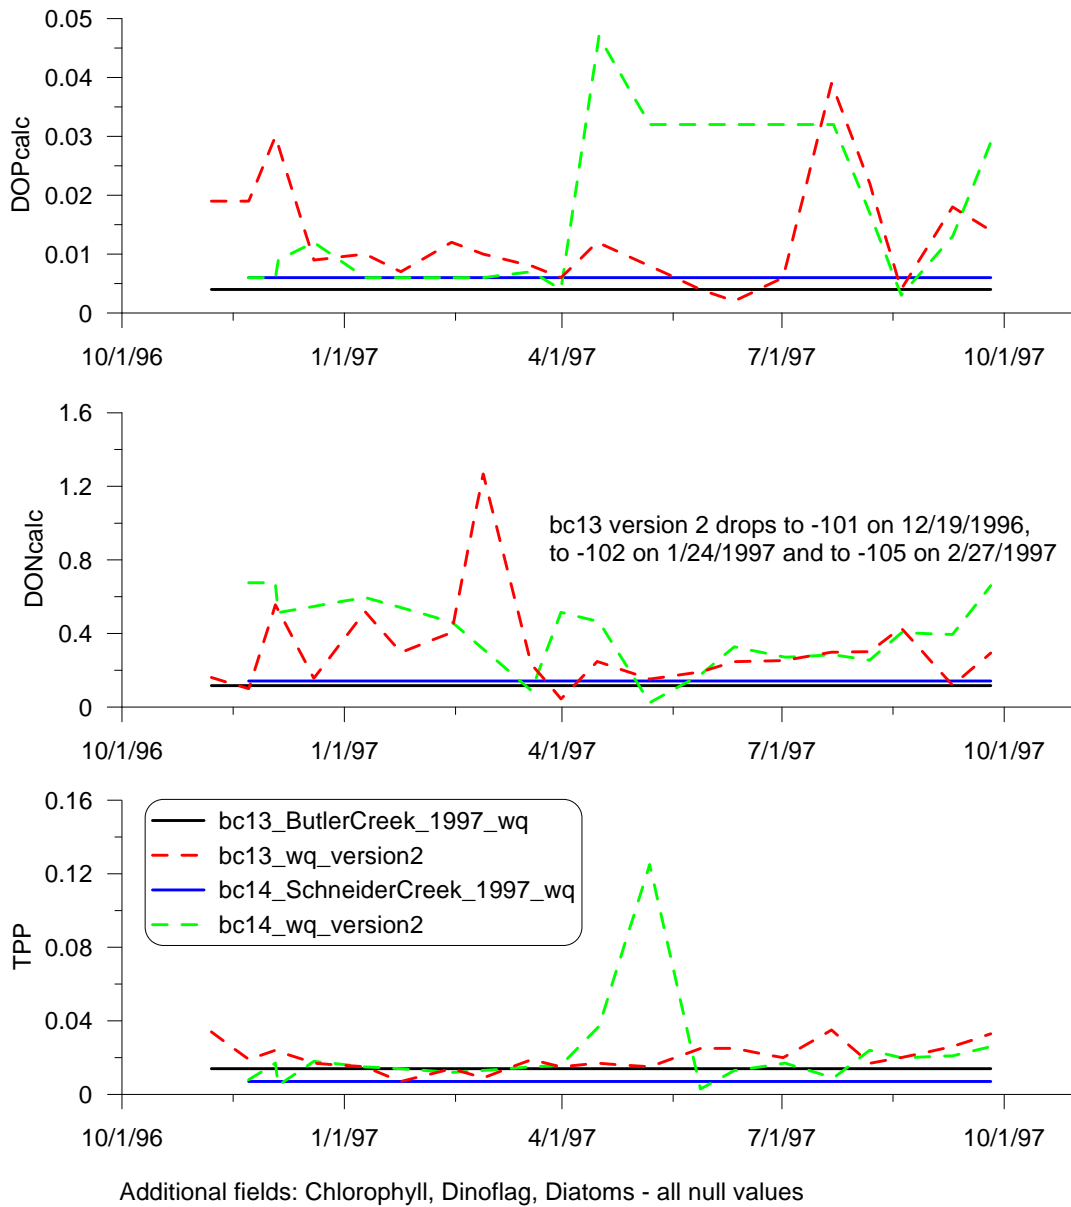 0.05
0.04
0.03
0.02
0.01
0
DOPcalc
10/1/96 1/1/97 4/1/97 7/1/97 10/1/97
1.6
1.2
0.8
0.4
0
DONcalc
bc13 version 2 drops to -101 on 12/19/1996,
to -102 on 1/24/1997 and to -105 on 2/27/1997
10/1/96 1/1/97 4/1/97 7/1/97 10/1/97
0.16
0.12
0.08
0.04
0
TPP
bc13_ButlerCreek_1997_wq
bc13_wq_version2
bc14_SchneiderCreek_1997_wq
bc14_wq_version2
10/1/96 1/1/97 4/1/97 7/1/97 10/1/97
Additional fields: Chlorophyll, Dinoflag, Diatoms - all null values